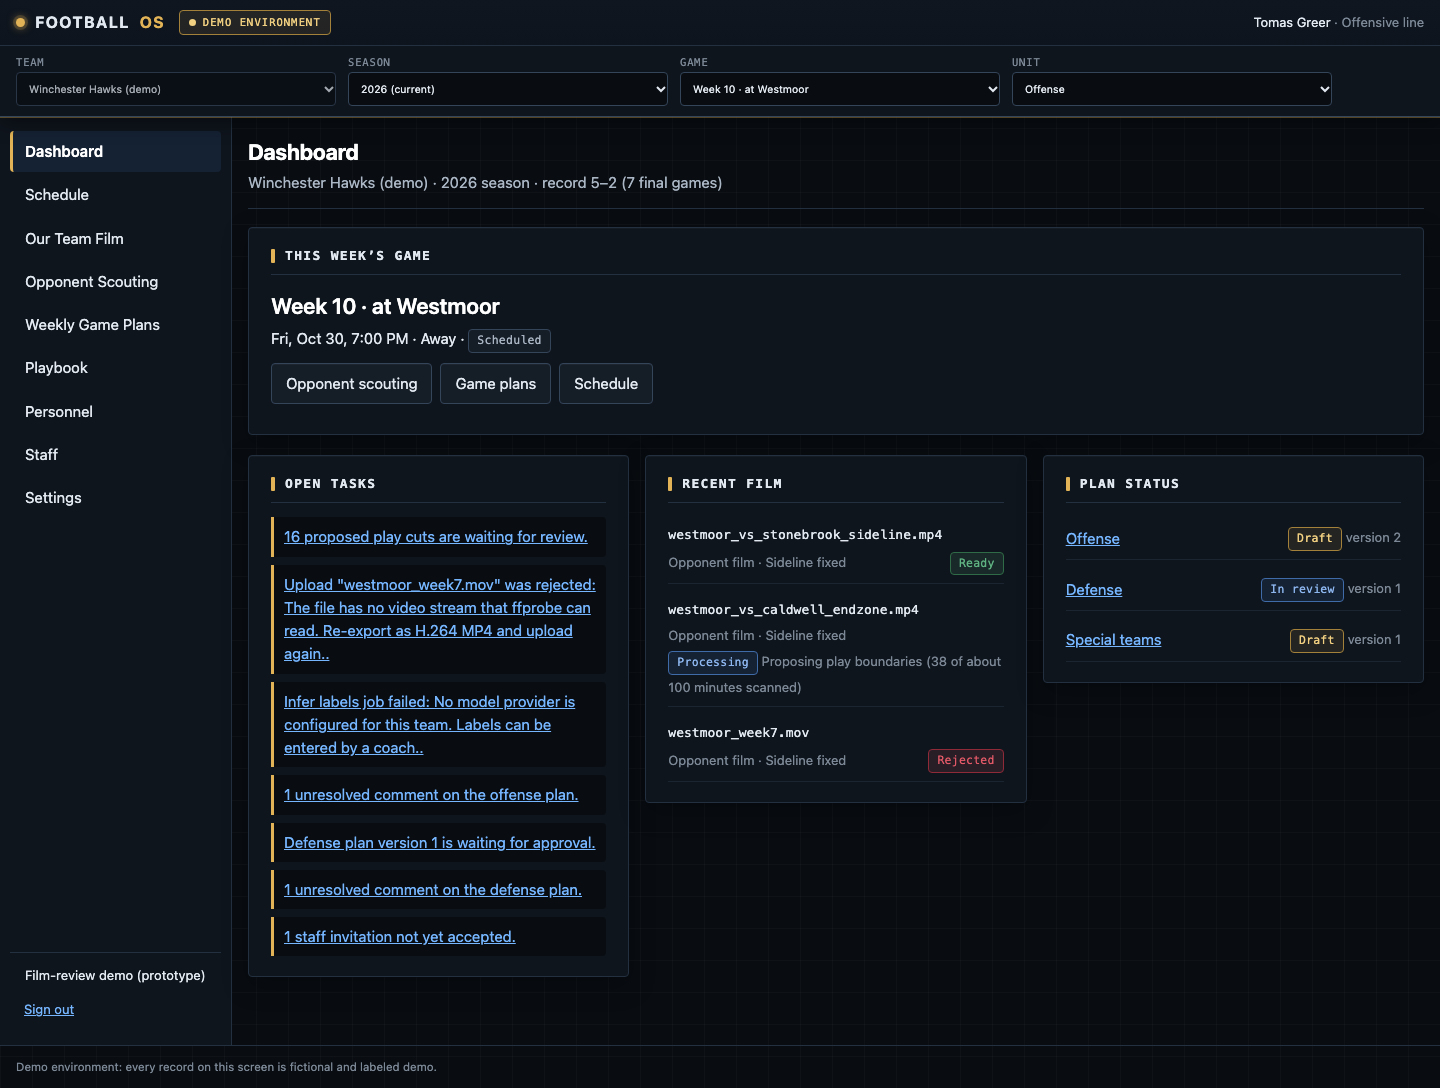 FOOTBALL OS
DEMO ENVIRONMENT
Tomas Greer · Offensive line
TEAM
Winchester Hawks (demo)
SEASON
2026 (current)
GAME
Week 10 · at Westmoor
UNIT
Offense
Dashboard
Schedule
Our Team Film
Opponent Scouting
Weekly Game Plans
Playbook
Personnel
Staff
Settings
Film-review demo (prototype)
Sign out
Dashboard
Winchester Hawks (demo) · 2026 season · record 5–2 (7 final games)
THIS WEEK’S GAME
Week 10 · at Westmoor
Fri, Oct 30, 7:00 PM · Away · Scheduled
Opponent scouting
Game plans
Schedule
OPEN TASKS
16 proposed play cuts are waiting for review.
Upload "westmoor_week7.mov" was rejected:
The file has no video stream that ffprobe can
read. Re-export as H.264 MP4 and upload
again..
Infer labels job failed: No model provider is
configured for this team. Labels can be
entered by a coach..
1 unresolved comment on the offense plan.
Defense plan version 1 is waiting for approval.
1 unresolved comment on the defense plan.
1 staff invitation not yet accepted.
RECENT FILM
westmoor_vs_stonebrook_sideline.mp4
Opponent film · Sideline fixed
Ready
westmoor_vs_caldwell_endzone.mp4
Opponent film · Sideline fixed
Processing Proposing play boundaries (38 of about
100 minutes scanned)
westmoor_week7.mov
Opponent film · Sideline fixed
Rejected
PLAN STATUS
Offense
Draft version 2
Defense
In review version 1
Special teams
Draft version 1
Demo environment: every record on this screen is fictional and labeled demo.